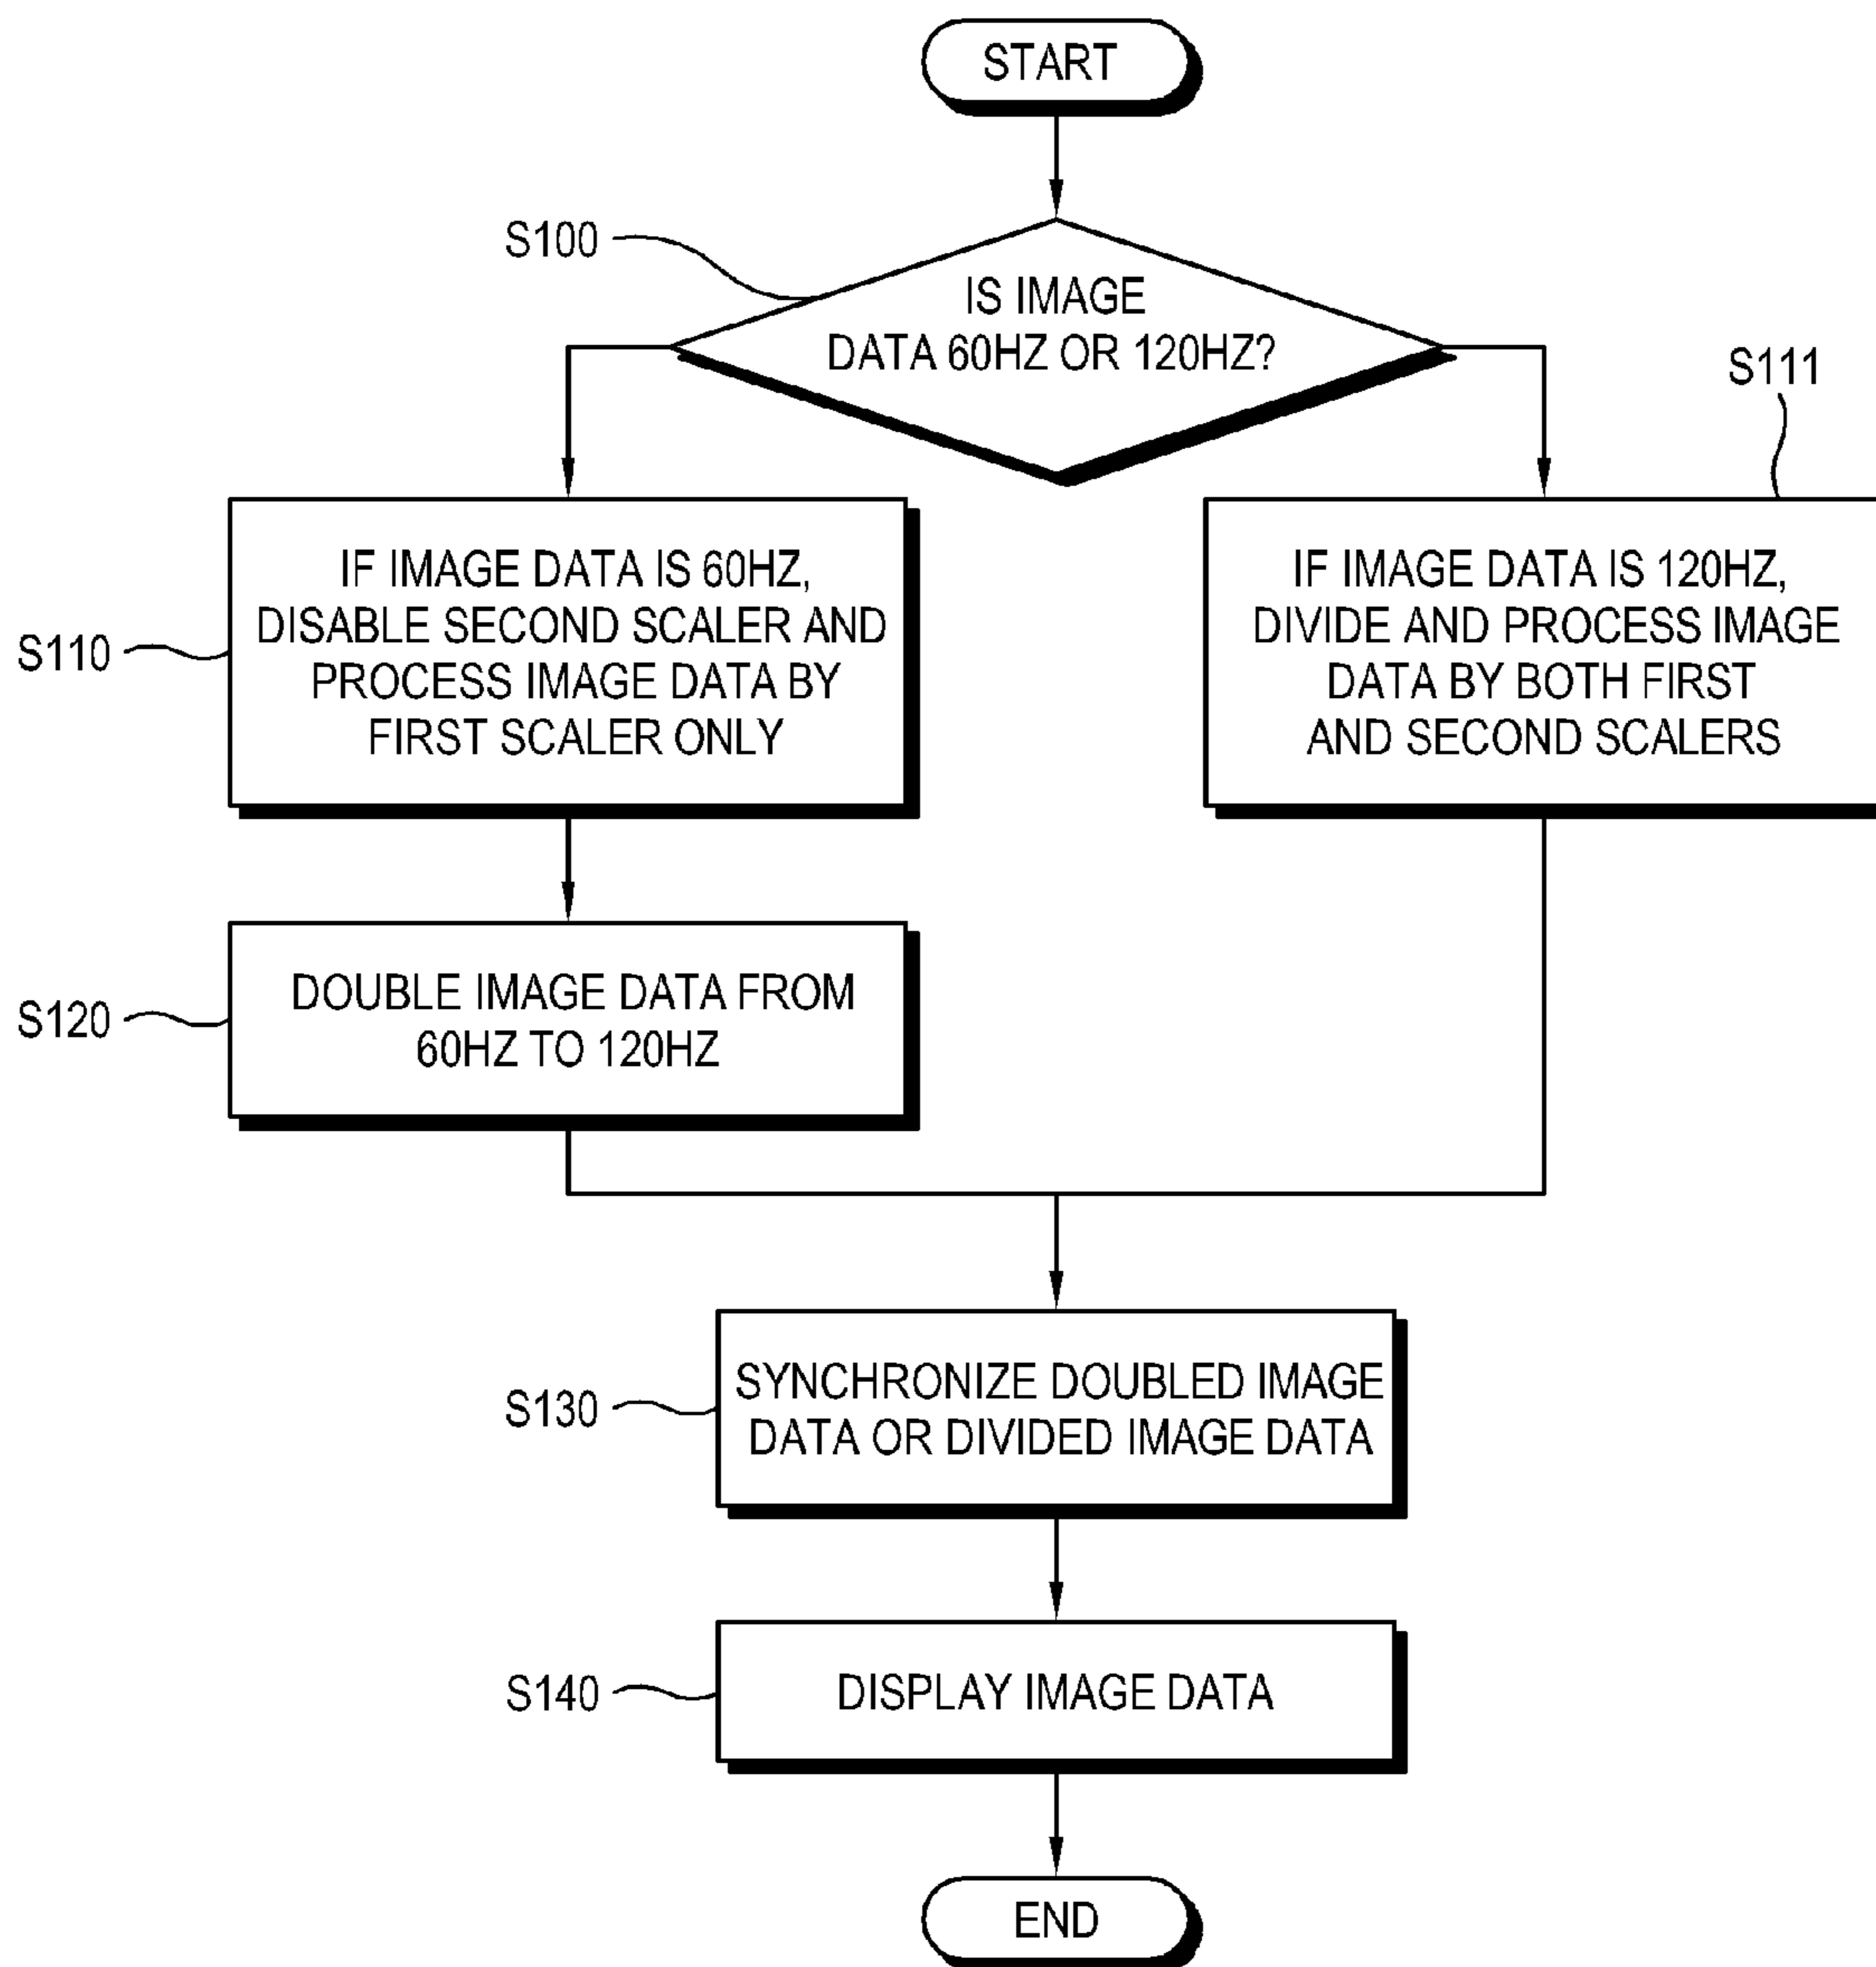 START
S100
IS IMAGE
DATA 60HZ OR 120HZ?
S111
S110
IF IMAGE DATA IS 60HZ,
DISABLE SECOND SCALER AND
PROCESS IMAGE DATA BY
FIRST SCALER ONLY
IF IMAGE DATA IS 120HZ,
DIVIDE AND PROCESS IMAGE
DATA BY BOTH FIRST
AND SECOND SCALERS
S120
DOUBLE IMAGE DATA FROM
60HZ TO 120HZ
S130
SYNCHRONIZE DOUBLED IMAGE
DATA OR DIVIDED IMAGE DATA
S140
DISPLAY IMAGE DATA
END